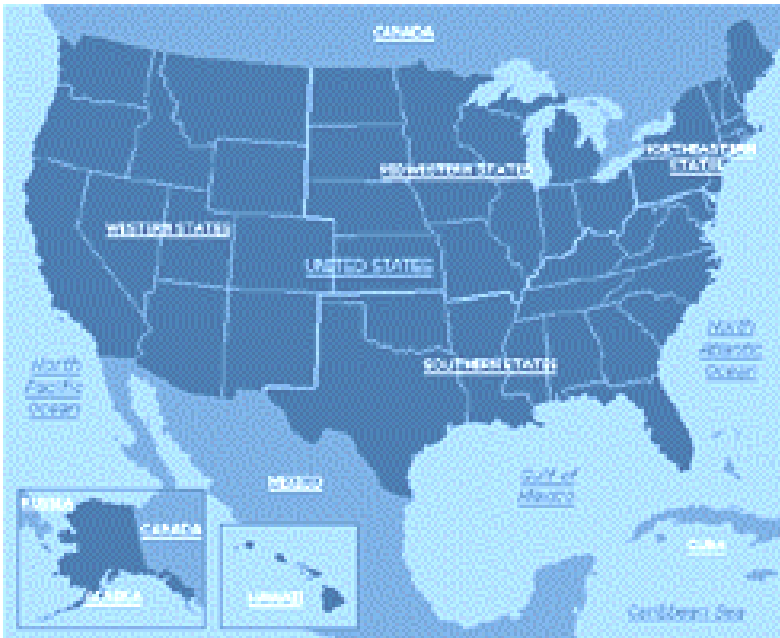 CANADA
NORTHEASTERN
STATES
MIDWESTERN STATES
WESTERN STATES
UNITED STATES
North
Atlantic
Ocean
SOUTHERN STATES
North
Pacific
Ocean
Gulf of
Mexico
MEXICO
RUSSIA
CANADA
CUBA
ALASKA
HAWAII
Caribbean Sea